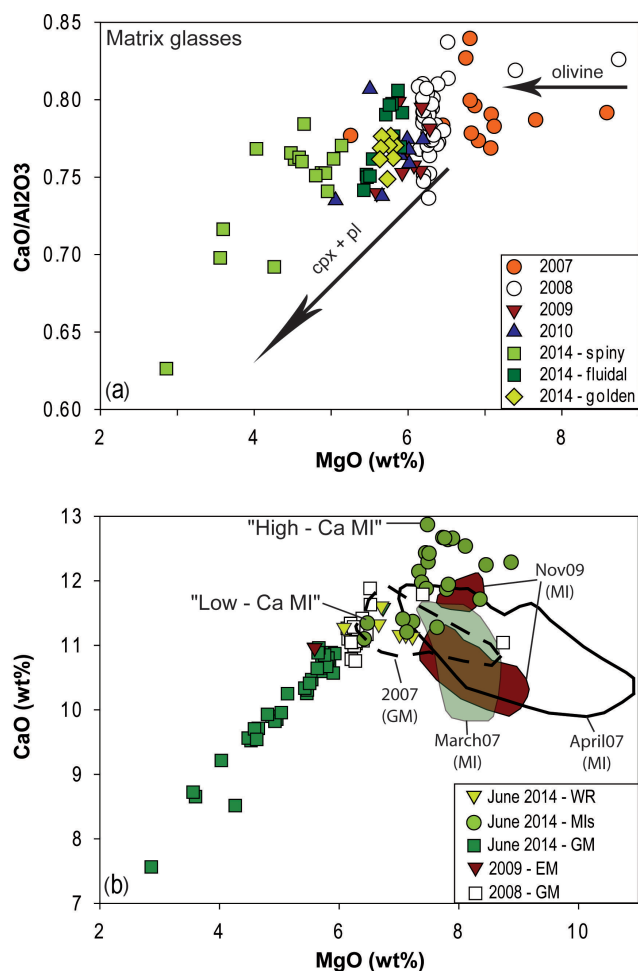 0.85
Matrix glasses
olivine
0.80
CaO/Al2O3
0.75
0.70
cpx + pl
0.65
0.60
(a)
2007
2008
2009
2010
2014 - spiny
2014 - fluidal
2014 - golden
2 4 6 8
MgO (wt%)
13
"High - Ca MI"
12
Nov09
(MI)
"Low - Ca MI"
11
CaO (wt%)
10
2007
(GM)
March07
(MI)
April07
(MI)
9
8
7
(b)
June 2014 - WR
June 2014 - MIs
June 2014 - GM
2009 - EM
2008 - GM
2 4 6 8 10
MgO (wt%)